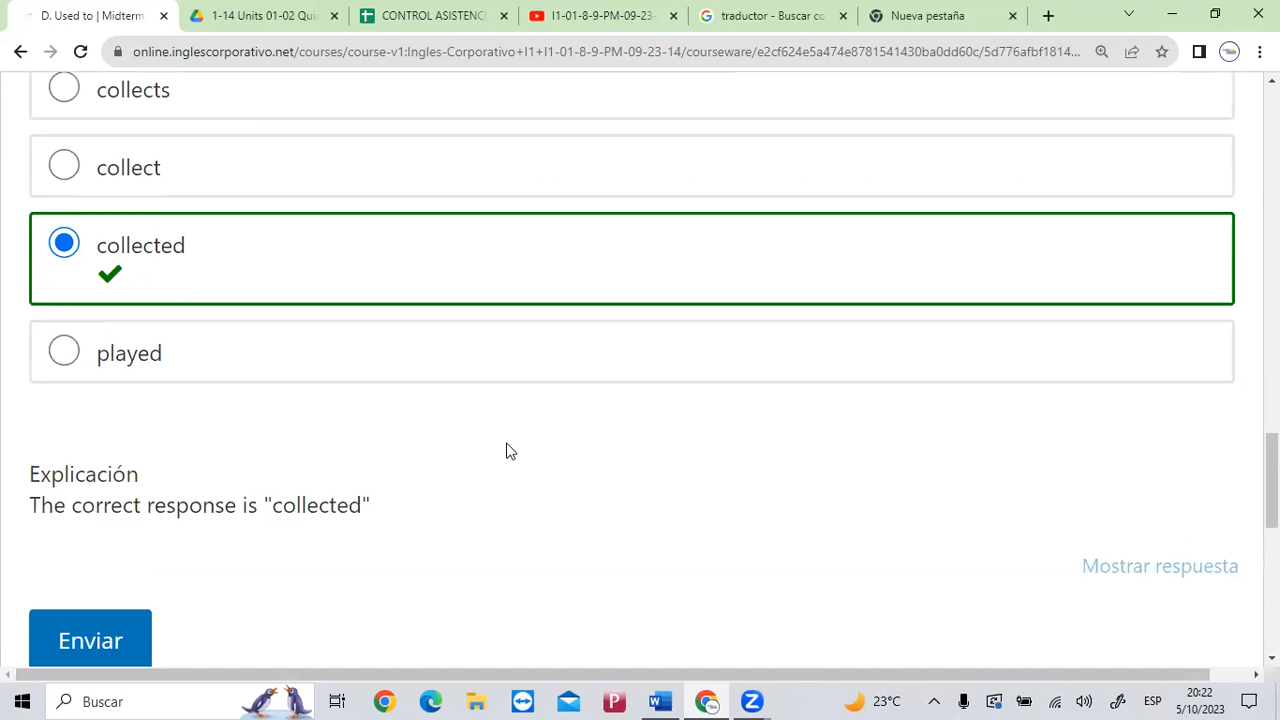 D. Used to | Midterm
1-14 Units 01-02 Qui
CONTROL ASISTENC
I1-01-8-9-PM-09-23-
traductor - Buscar co
Nueva pestaña
online.inglescorporativo.net/courses/course-v1:Ingles-Corporativo+I1+I1-01-8-9-PM-09-23-14/courseware/e2cf624e5a474e8781541430ba0dd60c/5d776afbf1814...
collects
collect
collected
played
Explicación
The correct response is "collected"
Mostrar respuesta
Enviar
Buscar
23°C
ESP
20:22
5/10/2023